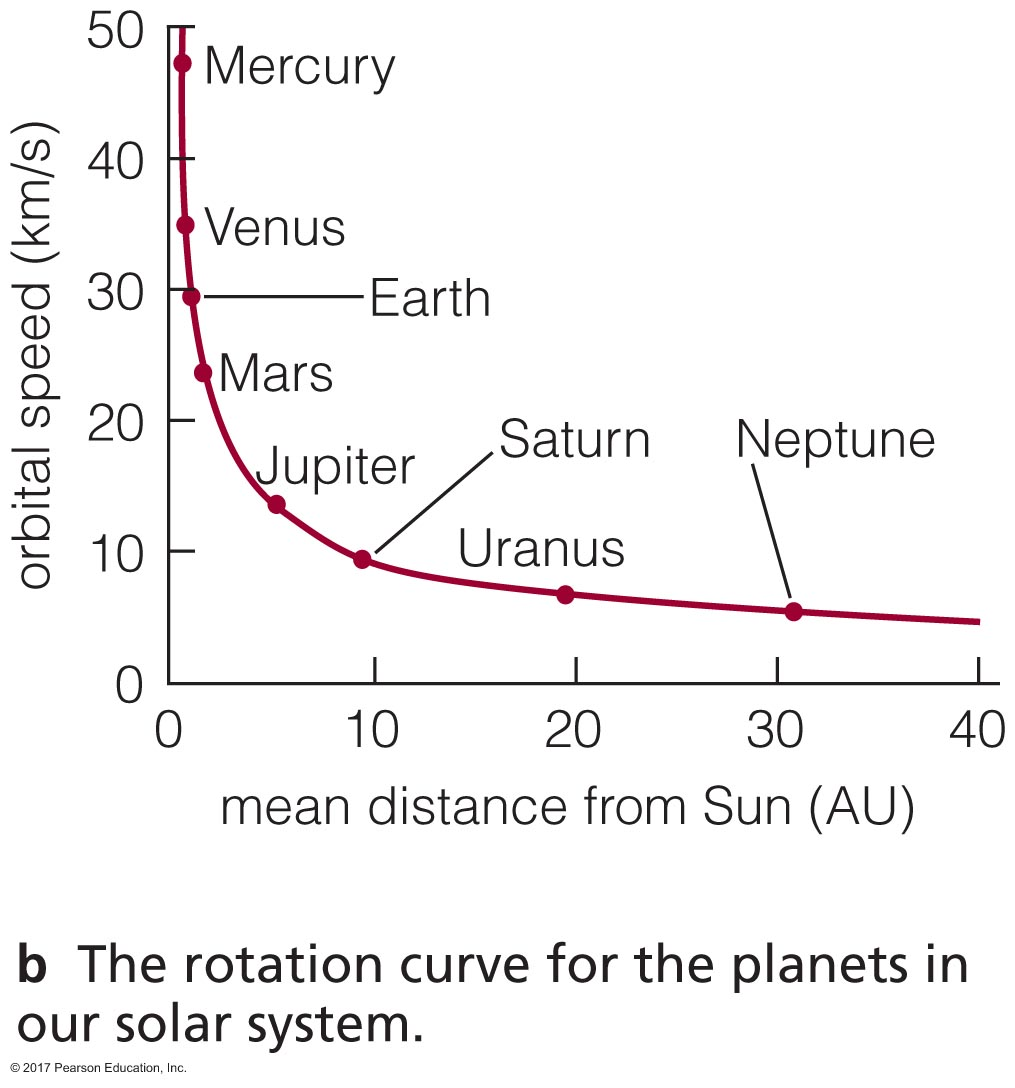 50
Mercury
40
Venus
30
Earth
Mars
20
Saturn
Neptune
Jupiter
10
Uranus
0
orbital speed (km/s)
0 10 20 30 40
mean distance from Sun (AU)
b The rotation curve for the planets in
our solar system.
© 2017 Pearson Education, Inc.